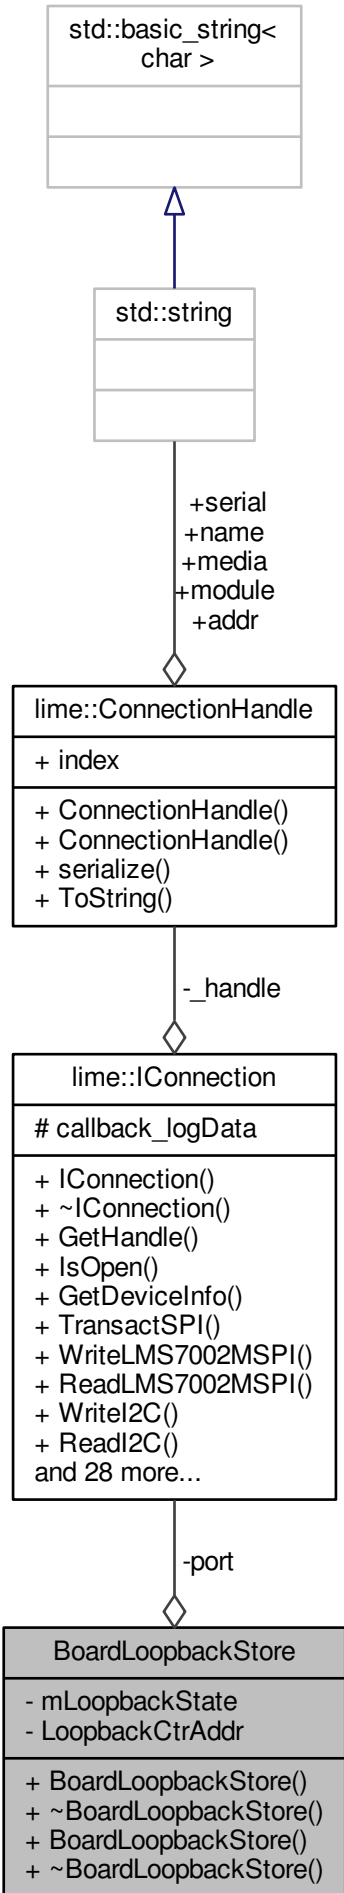 std::basic_string<
char >
std::string
+serial
+name
+media
+module
+addr
lime::ConnectionHandle
+ index
+ ConnectionHandle()
+ ConnectionHandle()
+ serialize()
+ ToString()
-_handle
lime::IConnection
# callback_logData
+ IConnection()
+ ~IConnection()
+ GetHandle()
+ IsOpen()
+ GetDeviceInfo()
+ TransactSPI()
+ WriteLMS7002MSPI()
+ ReadLMS7002MSPI()
+ WriteI2C()
+ ReadI2C()
and 28 more...
-port
BoardLoopbackStore
- mLoopbackState
- LoopbackCtrAddr
+ BoardLoopbackStore()
+ ~BoardLoopbackStore()
+ BoardLoopbackStore()
+ ~BoardLoopbackStore()